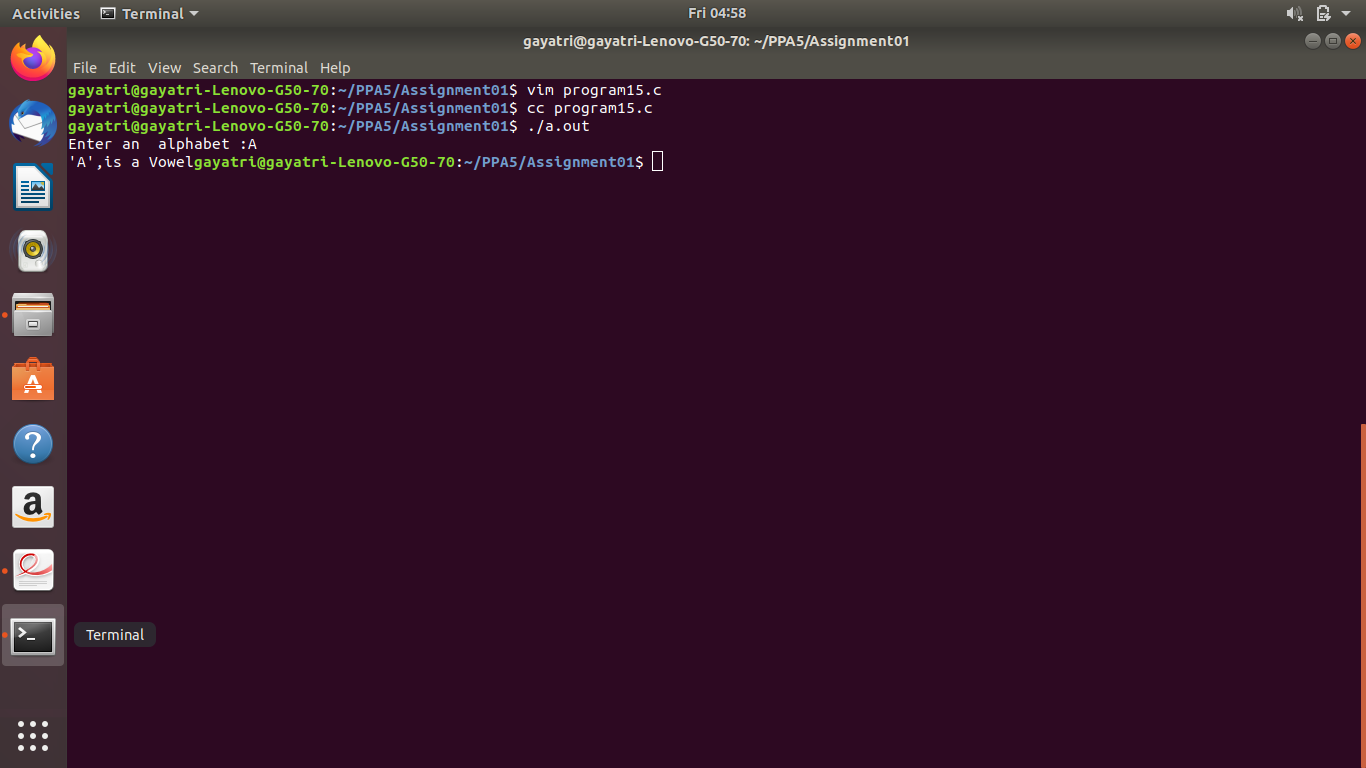 Activities Terminal Fri 04:58
gayatri@gayatri-Lenovo-G50-70: ~/PPA5/Assignment01
File Edit View Search Terminal Help
gayatri@gayatri-Lenovo-G50-70:~/PPA5/Assignment01$ vim program15.c
gayatri@gayatri-Lenovo-G50-70:~/PPA5/Assignment01$ cc program15.c
gayatri@gayatri-Lenovo-G50-70:~/PPA5/Assignment01$ ./a.out
Enter an  alphabet :A
'A',is a Vowelgayatri@gayatri-Lenovo-G50-70:~/PPA5/Assignment01$
Terminal